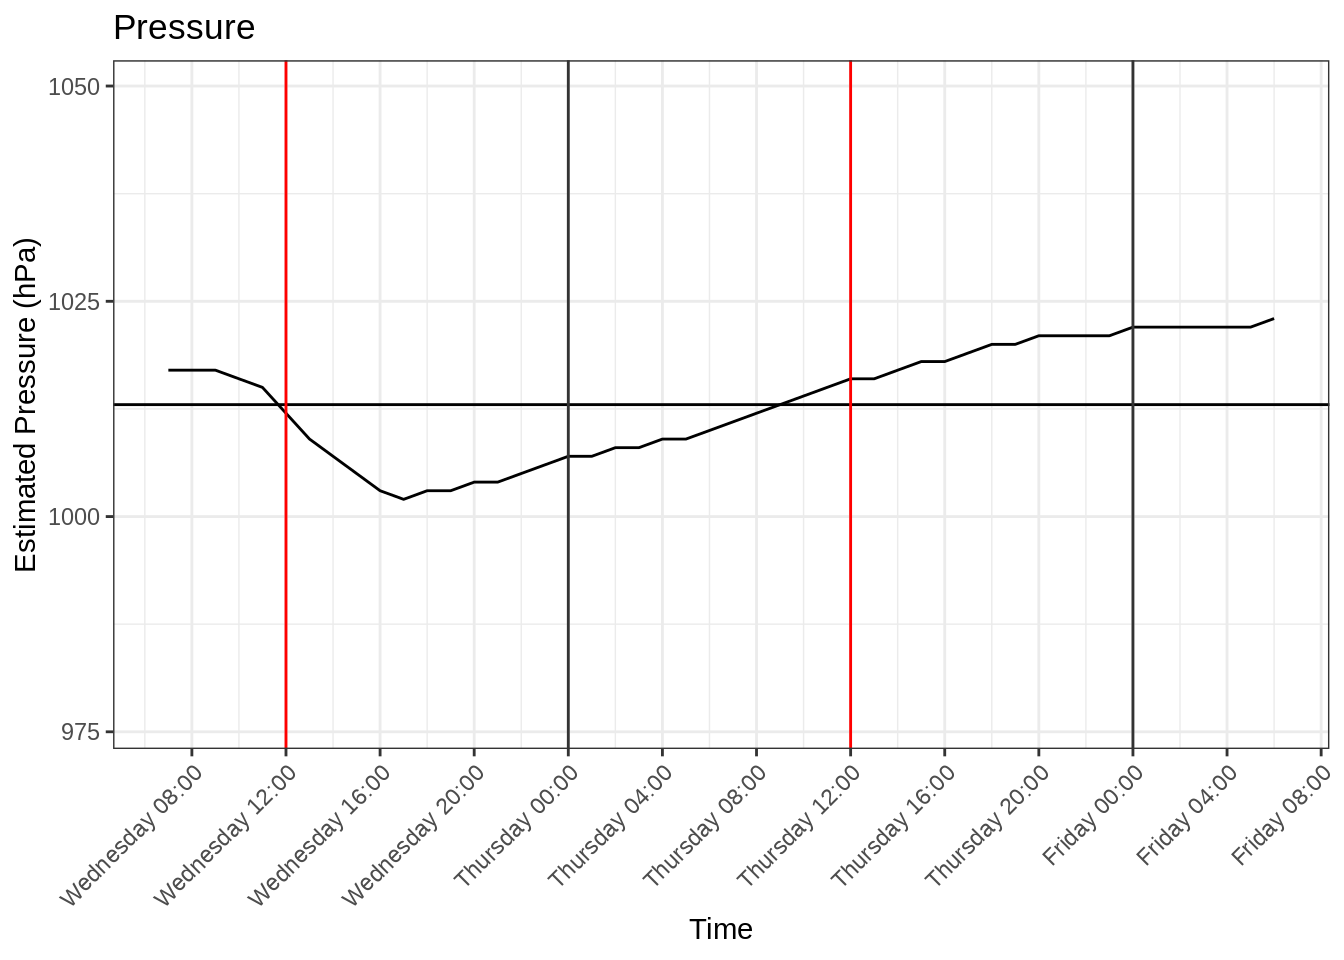 Pressure
Estimated Pressure (hPa)
1050
1025
1000
975
Wednesday 08:00
Wednesday 12:00
Wednesday 16:00
Wednesday 20:00
Thursday 00:00
Thursday 04:00
Thursday 08:00
Thursday 12:00
Thursday 16:00
Thursday 20:00
Friday 00:00
Friday 04:00
Friday 08:00
Time